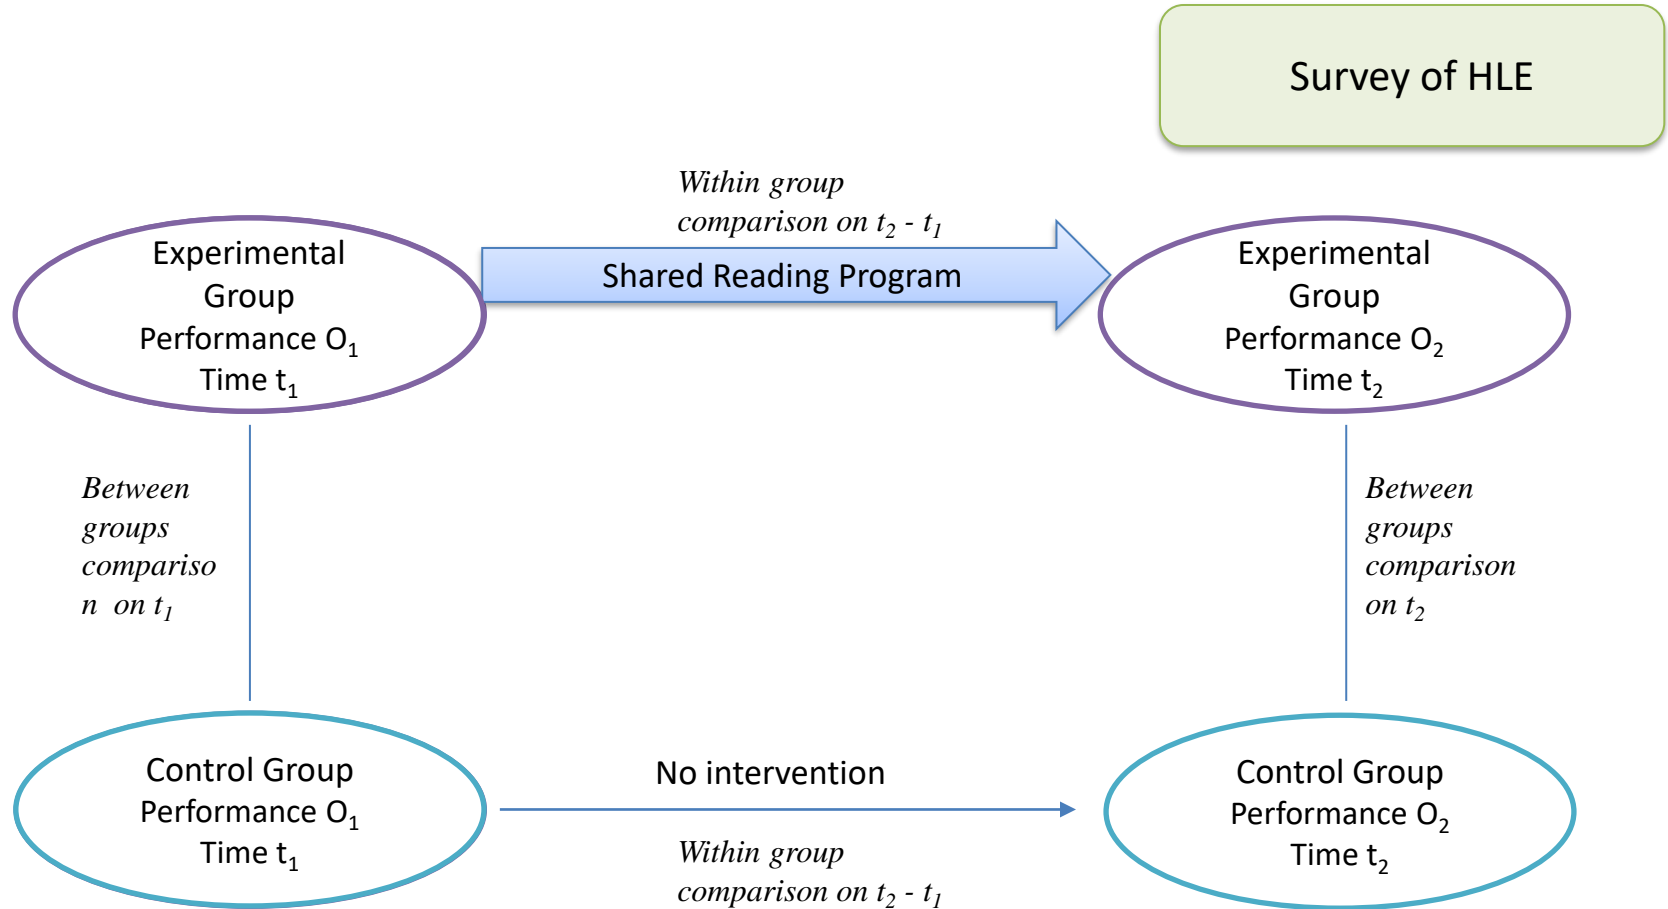 Survey of HLE
Within group
comparison on t₂ - t₁
Experimental
Group
Performance O₁
Time t₁
Shared Reading Program
Experimental
Group
Performance O₂
Time t₂
Between
groups
compariso
n on t₁
Between
groups
comparison
on t₂
Control Group
Performance O₁
Time t₁
No intervention
Within group
comparison on t₂ - t₁
Control Group
Performance O₂
Time t₂